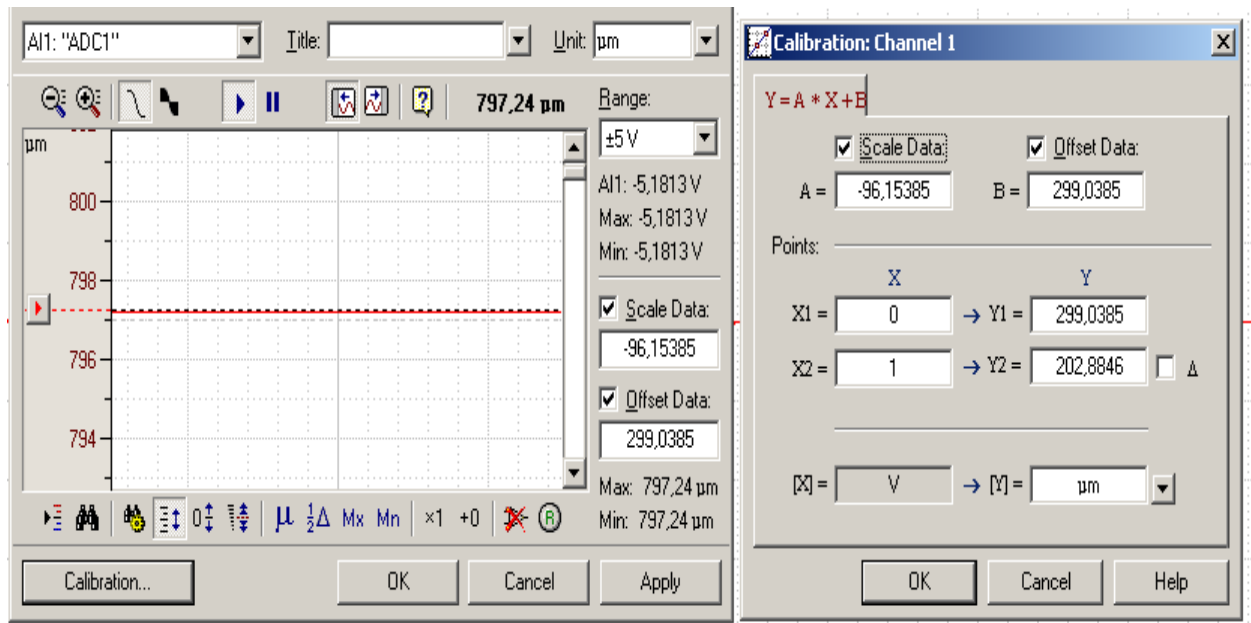 AI1: "ADC1"
Title:
Unit: µm
797,24 µm
Range:
±5 V
µm
800
798
796
794
AI1: -5,1813 V
Max: -5,1813 V
Min: -5,1813 V
Scale Data:
-96,15385
Offset Data:
299,0385
Max: 797,24 µm
Min: 797,24 µm
µ ½Δ Mx Mn ×1 +0 R
Calibration... OK Cancel Apply
Calibration: Channel 1
Y=A * X+B
Scale Data: Offset Data:
A = -96,15385 B = 299,0385
Points:
X Y
X1 = 0 → Y1 = 299,0385
X2 = 1 → Y2 = 202,8846 Δ
[X] = V → [Y] = µm
OK Cancel Help